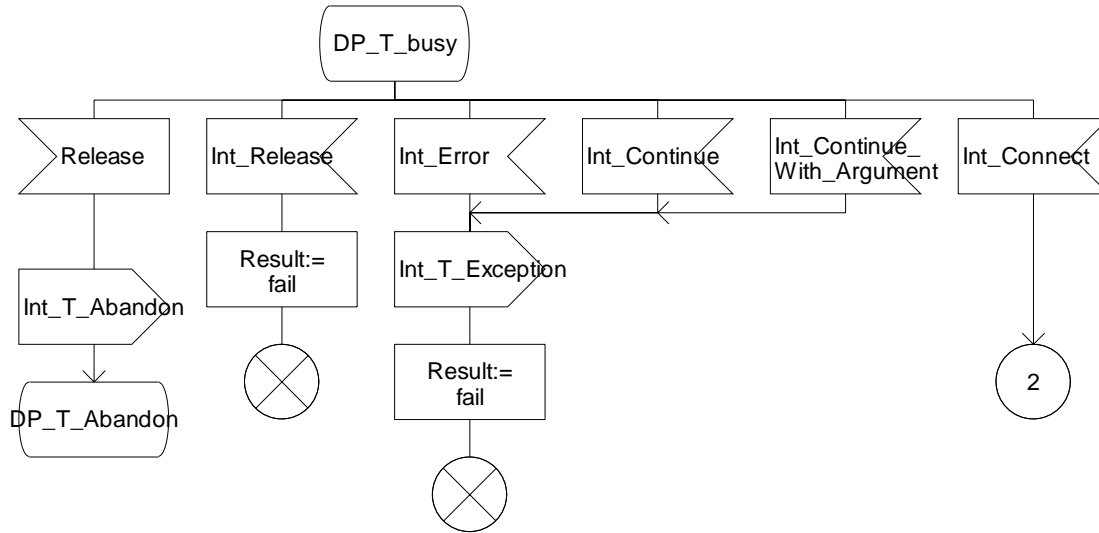 DP_T_busy
Release
Int_Release
Int_Error
Int_Continue
Int_Continue_
With_Argument
Int_Connect
Result:=
fail
Int_T_Exception
Int_T_Abandon
Result:=
fail
2
DP_T_Abandon